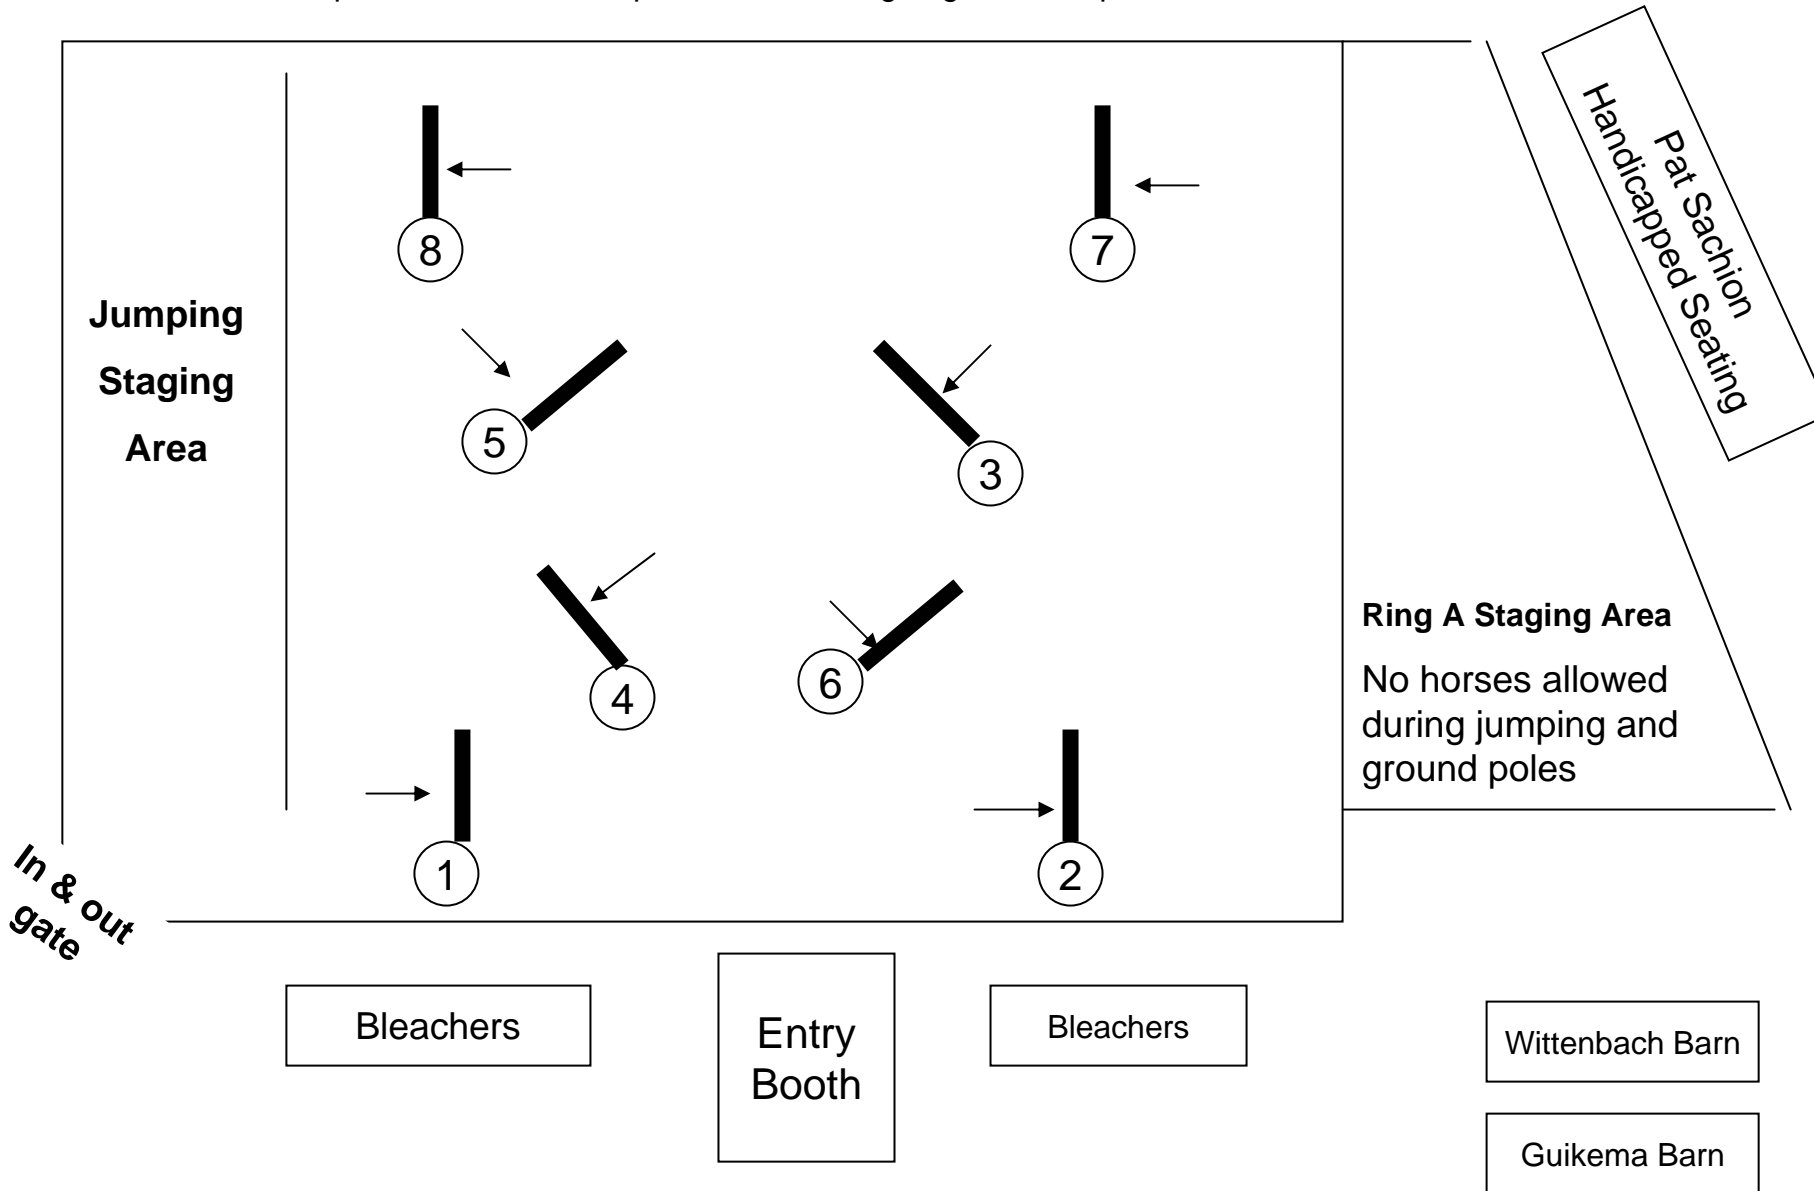 8
7
Pat Sachion
Handicapped Seating
Jumping
Staging
Area
5
3
Ring A Staging Area
No horses allowed
during jumping and
ground poles
4
6
1
2
In & out
gate
Bleachers
Entry
Booth
Bleachers
Wittenbach Barn
Guikema Barn